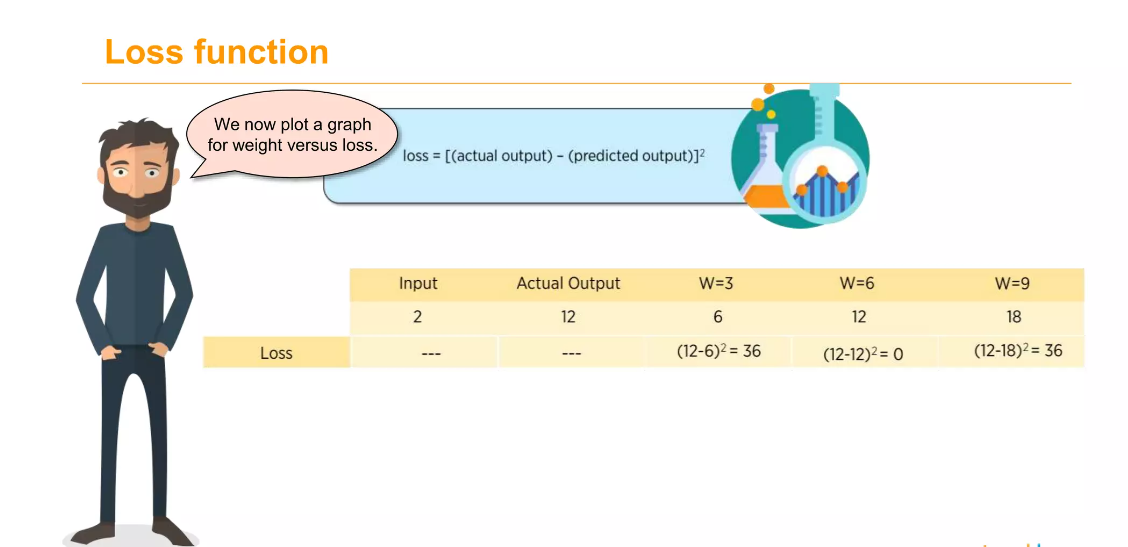 Loss function
We now plot a graph
for weight versus loss.
loss = [(actual output) – (predicted output)]²
Input Actual Output W=3 W=6 W=9
2 12 6 12 18
Loss --- --- (12-6)² = 36 (12-12)² = 0 (12-18)² = 36